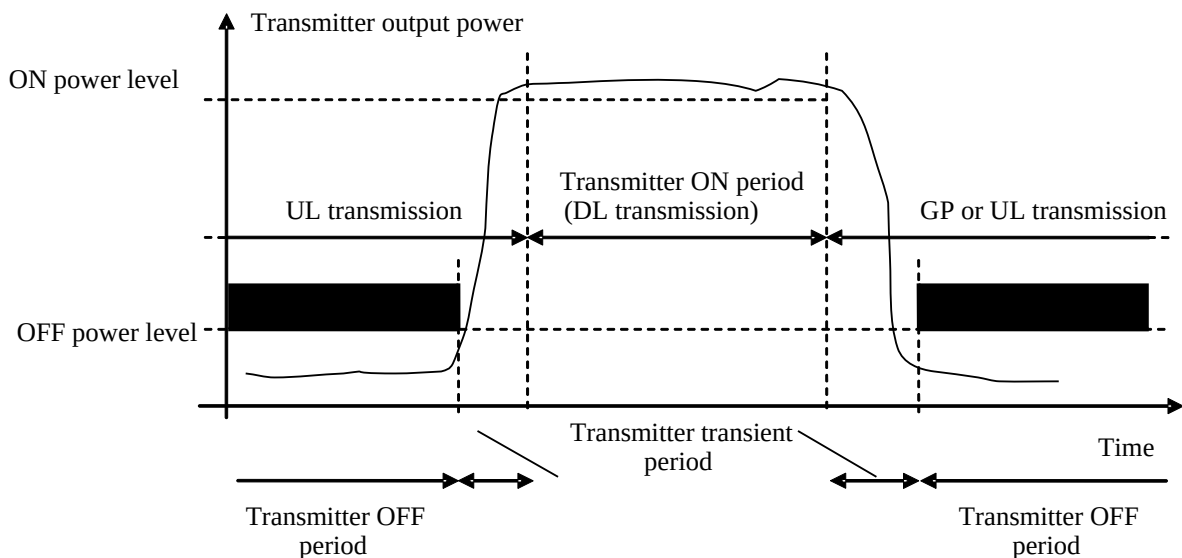 Transmitter output power
ON power level
Transmitter ON period
(DL transmission)
UL transmission
GP or UL transmission
OFF power level
Transmitter transient
period
Time
Transmitter OFF
period
Transmitter OFF
period